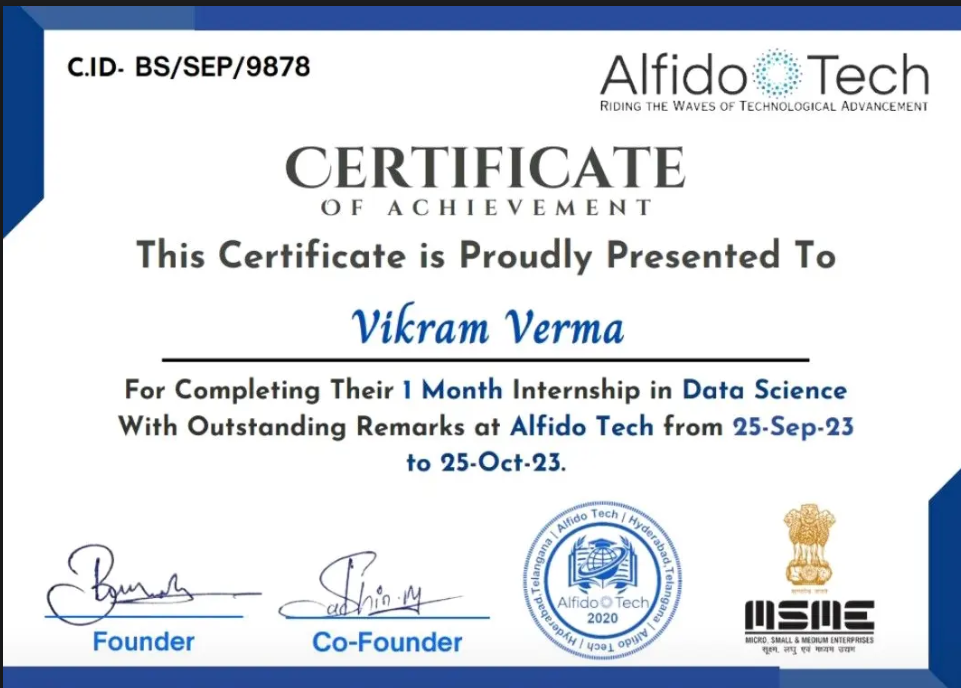 C.ID- BS/SEP/9878
Alfido Tech
RIDING THE WAVES OF TECHNOLOGICAL ADVANCEMENT
CERTIFICATE
OF ACHIEVEMENT
This Certificate is Proudly Presented To
Vikram Verma
For Completing Their 1 Month Internship in Data Science
With Outstanding Remarks at Alfido Tech from 25-Sep-23
to 25-Oct-23.
Founder
Co-Founder
Alfido Tech | Hyderabad,Telangana | Alfido Tech | Hyderabad,Telangana |
Alfido Tech
2020
MSME
MICRO, SMALL & MEDIUM ENTERPRISES
सूक्ष्म, लघु एवं मध्यम उद्यम